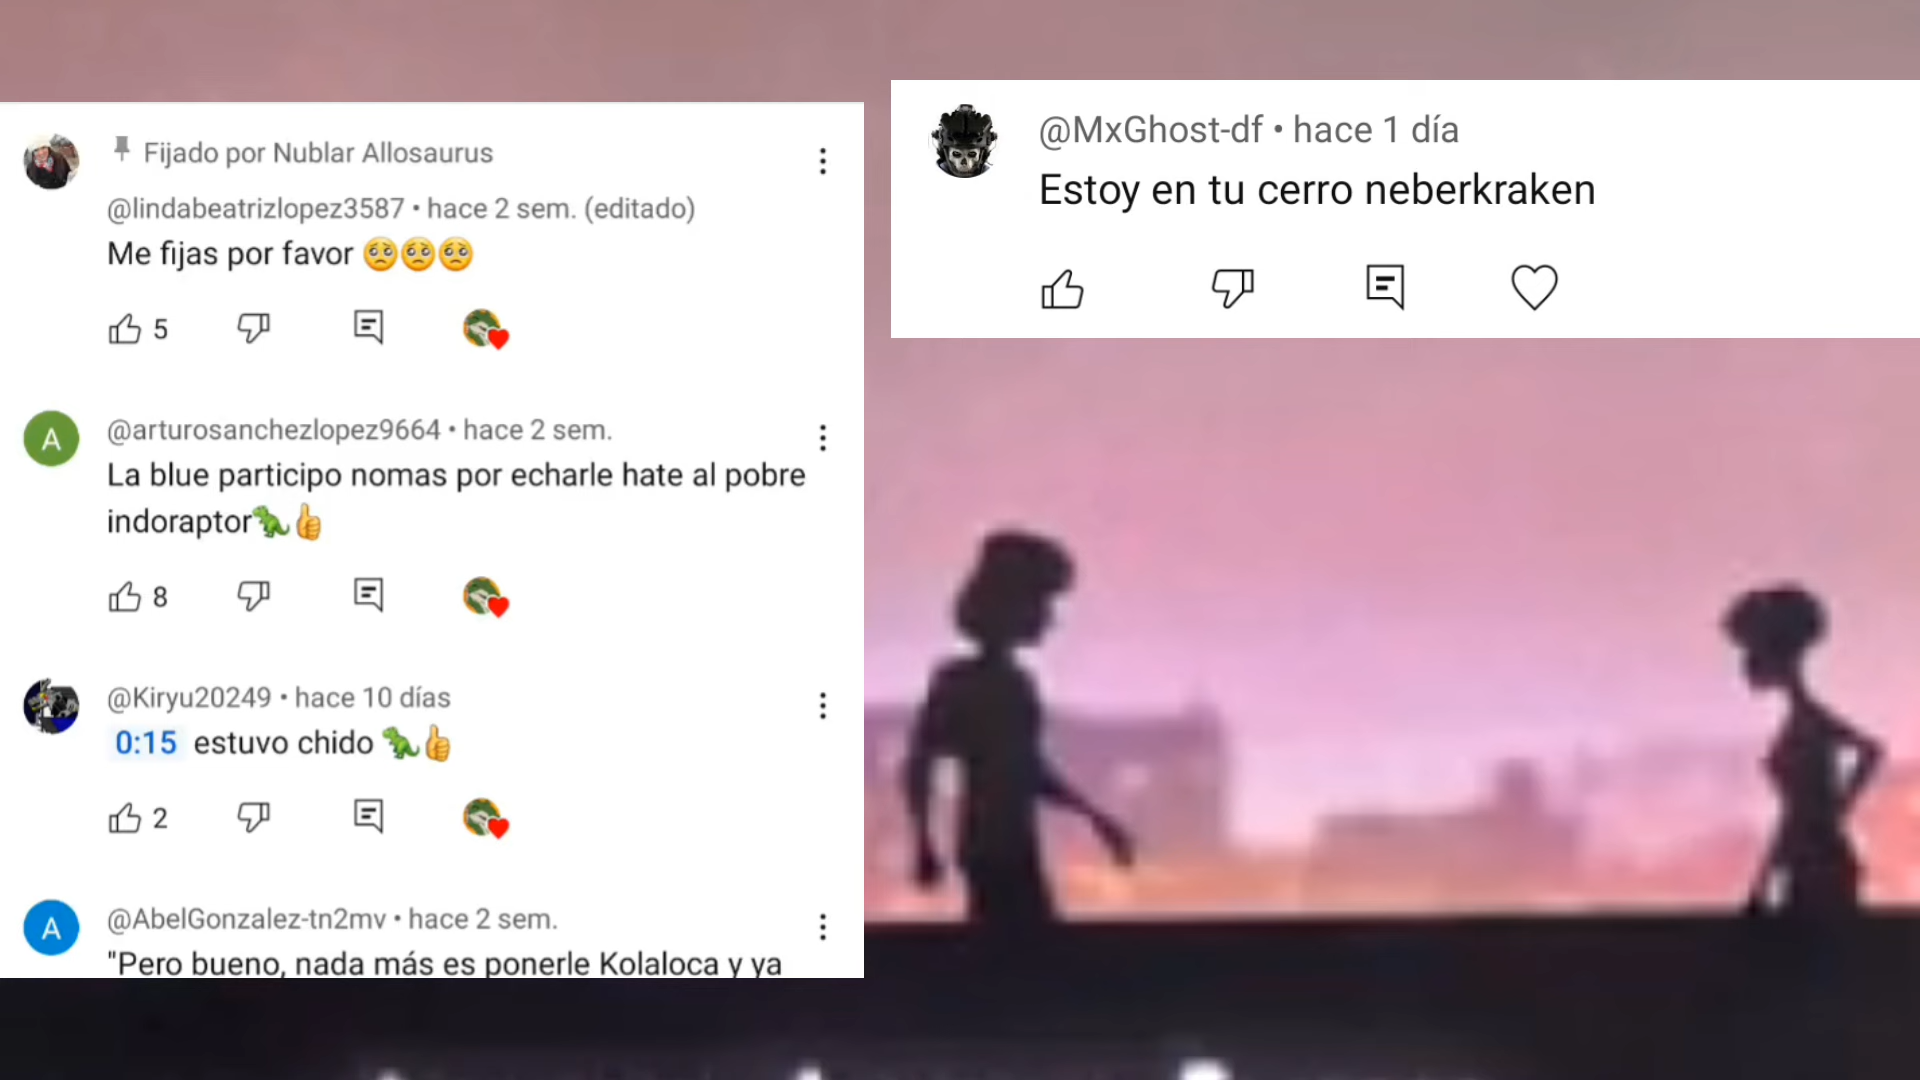 Fijado por Nublar Allosaurus
@lindabeatrizlopez3587 • hace 2 sem. (editado)
Me fijas por favor 🥺🥺🥺
5
A
@arturosanchezlopez9664 • hace 2 sem.
La blue participo nomas por echarle hate al pobre
indoraptor🦖👍
8
@Kiryu20249 • hace 10 días
0:15 estuvo chido 🦖👍
2
A
@AbelGonzalez-tn2mv • hace 2 sem.
"Pero bueno, nada más es ponerle Kolaloca y ya
@MxGhost-df • hace 1 día
Estoy en tu cerro neberkraken